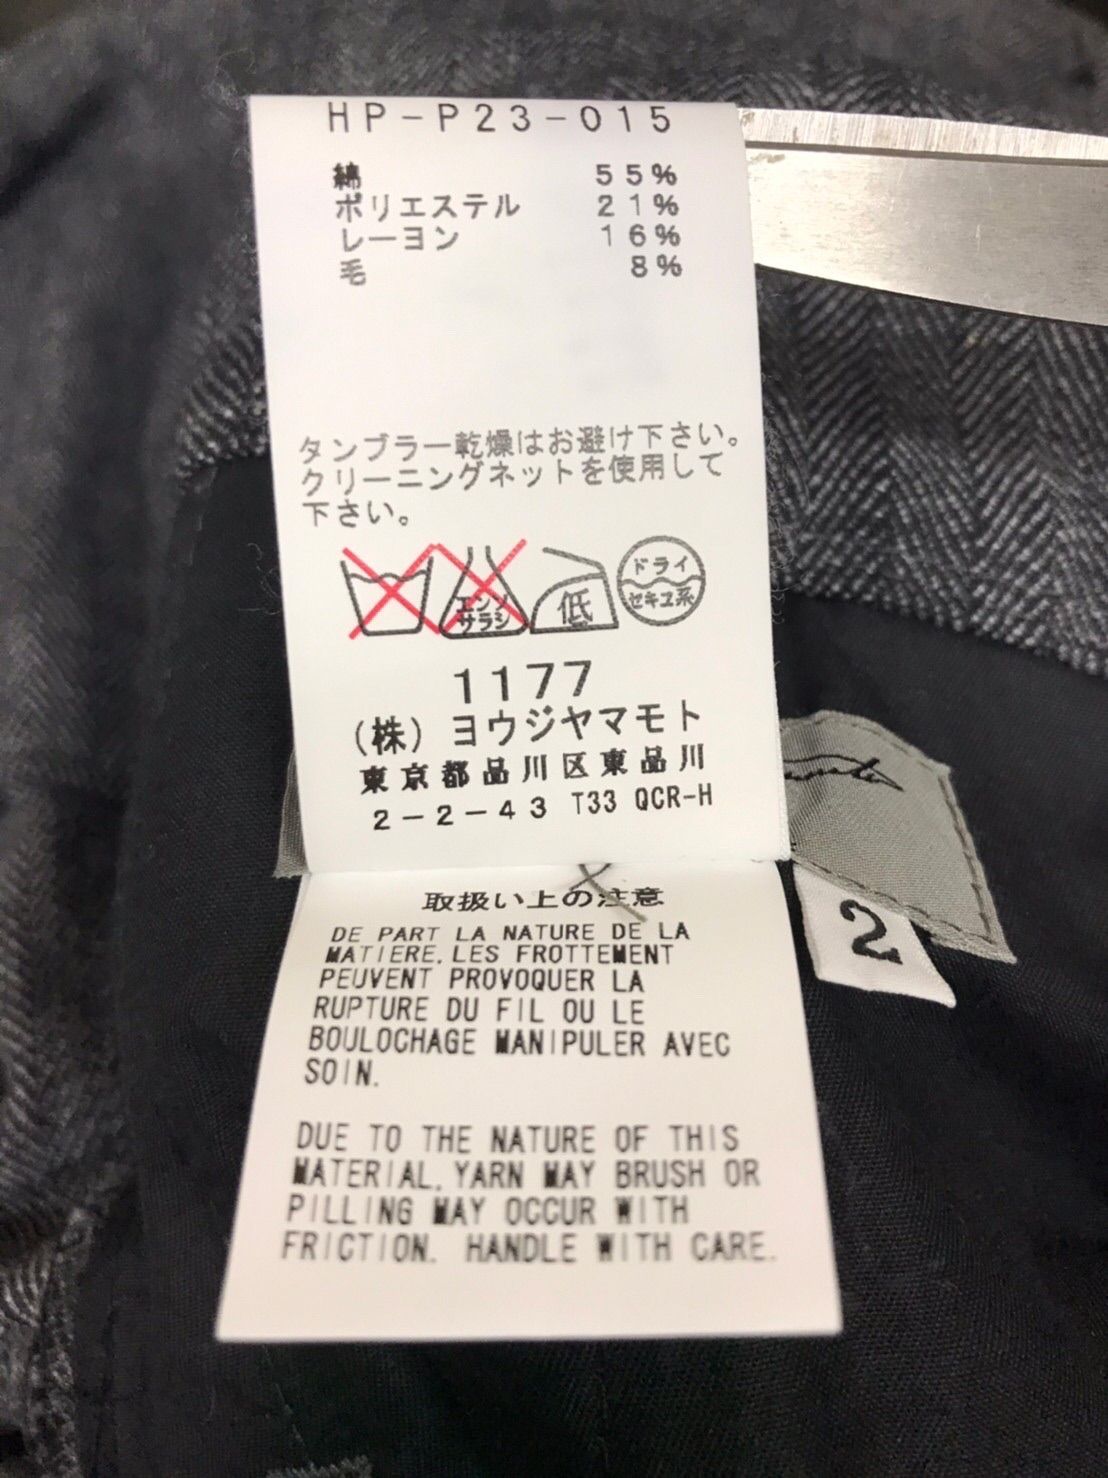 HP-P23-015
綿 55%
ポリエステル 21%
レーヨン 16%
毛 8%
タンブラー乾燥はお避け下さい。
クリーニングネットを使用して
下さい。
エンソ
サラシ
低
ドライ
セキユ系
1177
(株) ヨウジヤマモト
東京都品川区東品川
2-2-43 T33 QCR-H
取扱い上の注意
DE PART LA NATURE DE LA
MATIERE, LES FROTTEMENT
PEUVENT PROVOQUER LA
RUPTURE DU FIL OU LE
BOULOCHAGE MANIPULER AVEC
SOIN.
DUE TO THE NATURE OF THIS
MATERIAL, YARN MAY BRUSH OR
PILLING MAY OCCUR WITH
FRICTION. HANDLE WITH CARE.
2